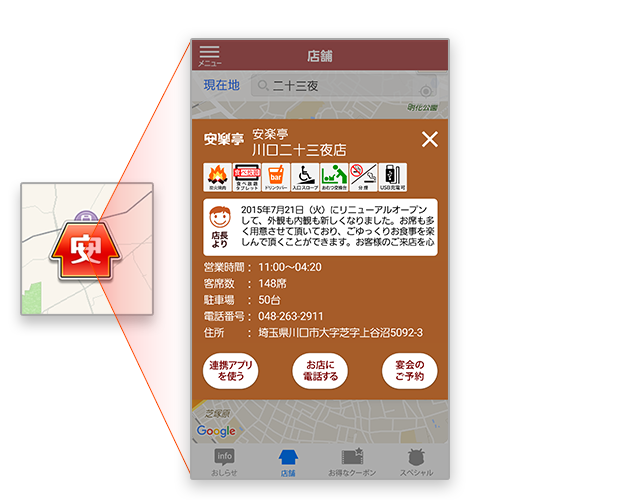 メニュー
店舗
現在地
二十三夜
明花公園
安楽亭
安楽亭
川口二十三夜店
炭火焼肉
食べ放題
食べ放題
タブレット
bar
ドリンクバー
入口スロープ
おむつ交換台
分煙
USB充電可
店長
より
2015年7月21日（火）にリニューアルオープン
して、外観も内観も新しくなりました。お席も多
く用意させて頂いており、ごゆっくりお食事を楽
しんで頂くことができます。お客様のご来店を心
営業時間：11:00～04:20
客席数：148席
駐車場：50台
電話番号：048-263-2911
住所：埼玉県川口市大字芝字上谷沼5092-3
連携アプリ
を使う
お店に
電話する
宴会の
ご予約
安
芝塚原
Google
info
おしらせ
店舗
お得なクーポン
スペシャル